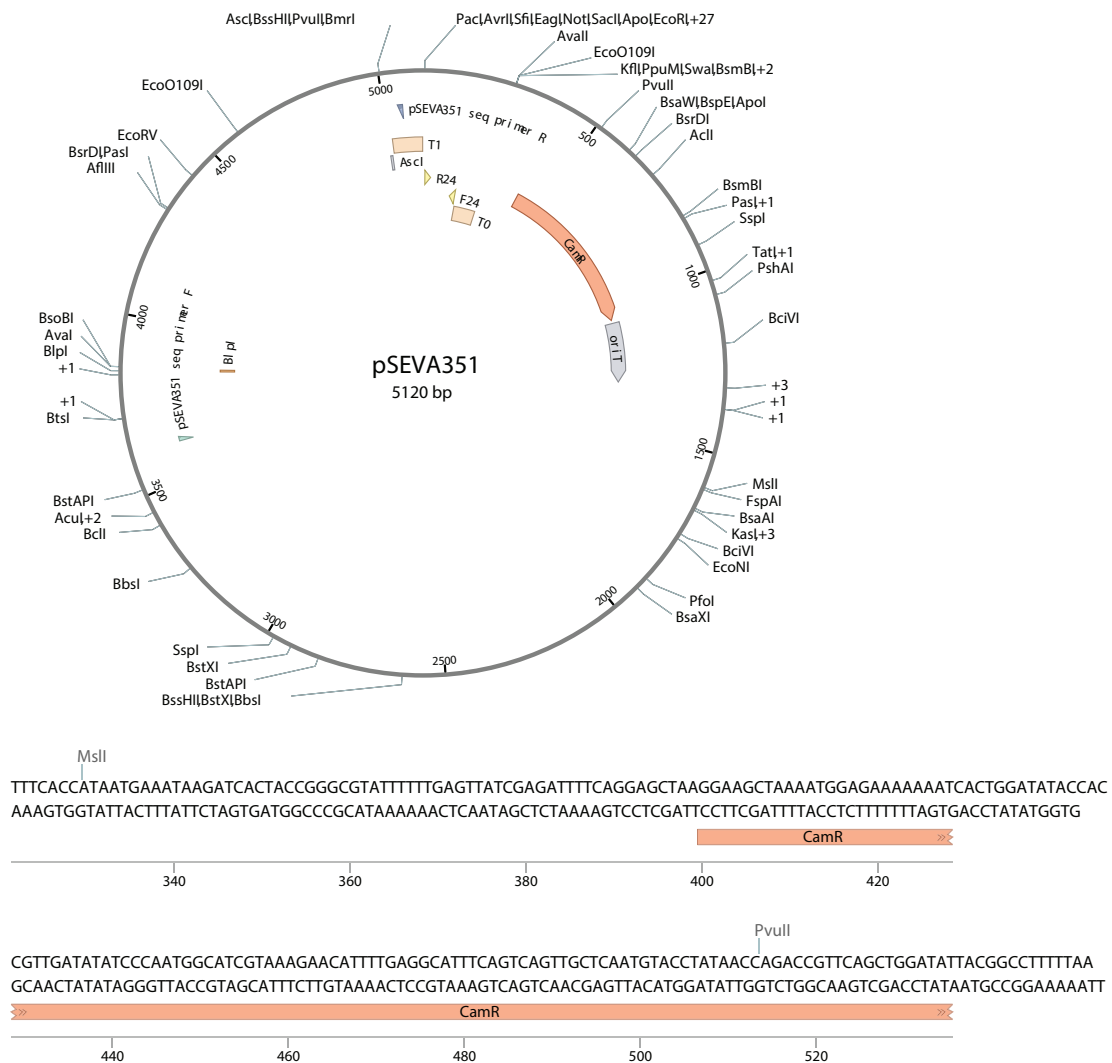 AscI,BssHI,PvuII,BmrI
PacI,AvrII,SfiI,EagI,NotI,SacII,ApoI,EcoRI,+27
AvaII
EcoO109I
KflI,PpuMI,SwaI,BsmBI,+2
PvuII
BsaWI,BspEI,ApoI
BsrDI
AclI
BsmBI
PasI,+1
SspI
TatI,+1
PshAI
BciVI
+3
+1
+1
MslI
FspAI
BsaAI
KasI,+3
BciVI
EcoNI
PfoI
BsaXI
BssHII,BstXI,BbsI
BstAPI
BstXI
SspI
BbsI
BclI
AcuI,+2
BstAPI
BtsI
+1
+1
BlpI
AvaI
BsoBI
AflIII
BsrDI,PasI
EcoRV
EcoO109I
5000
500
1000
1500
2000
2500
3000
3500
4000
4500
pSEVA351 seq primer R
T1
AscI
R24
F24
T0
CamR
oriT
pSEVA351 seq primer F
BlpI
pSEVA351
5120 bp
MslI
TTTCACCATAATGAAATAAGATCACTACCGGGCGTATTTTTTGAGTTATCGAGATTTTCAGGAGCTAAGGAAGCTAAAATGGAGAAAAAAATCACTGGATATACCAC
AAAGTGGTATTACTTTATTCTAGTGATGGCCCGCATAAAAAACTCAATAGCTCTAAAAGTCCTCGATTCCTTCGATTTTACCTCTTTTTTTAGTGACCTATATGGTG
CamR
340 360 380 400 420
PvuII
CGTTGATATATCCCAATGGCATCGTAAAGAACATTTTGAGGCATTTCAGTCAGTTGCTCAATGTACCTATAACCAGACCGTTCAGCTGGATATTACGGCCTTTTTAA
GCAACTATATAGGGTTACCGTAGCATTTCTTGTAAAACTCCGTAAAGTCAGTCAACGAGTTACATGGATATTGGTCTGGCAAGTCGACCTATAATGCCGGAAAAATT
CamR
440 460 480 500 520